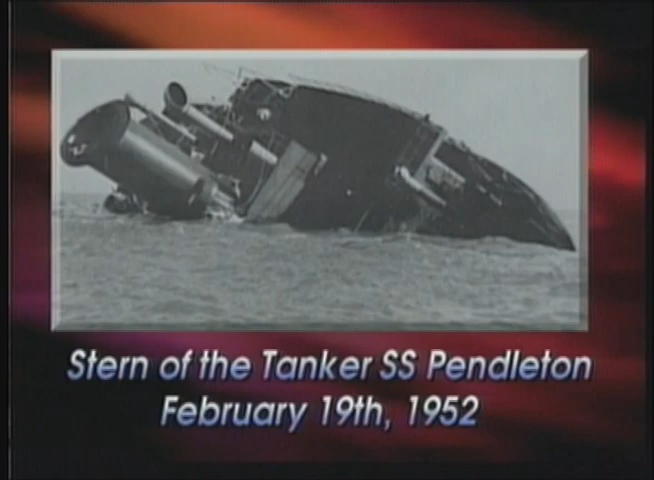 Stern of the Tanker SS Pendleton
February 19th, 1952